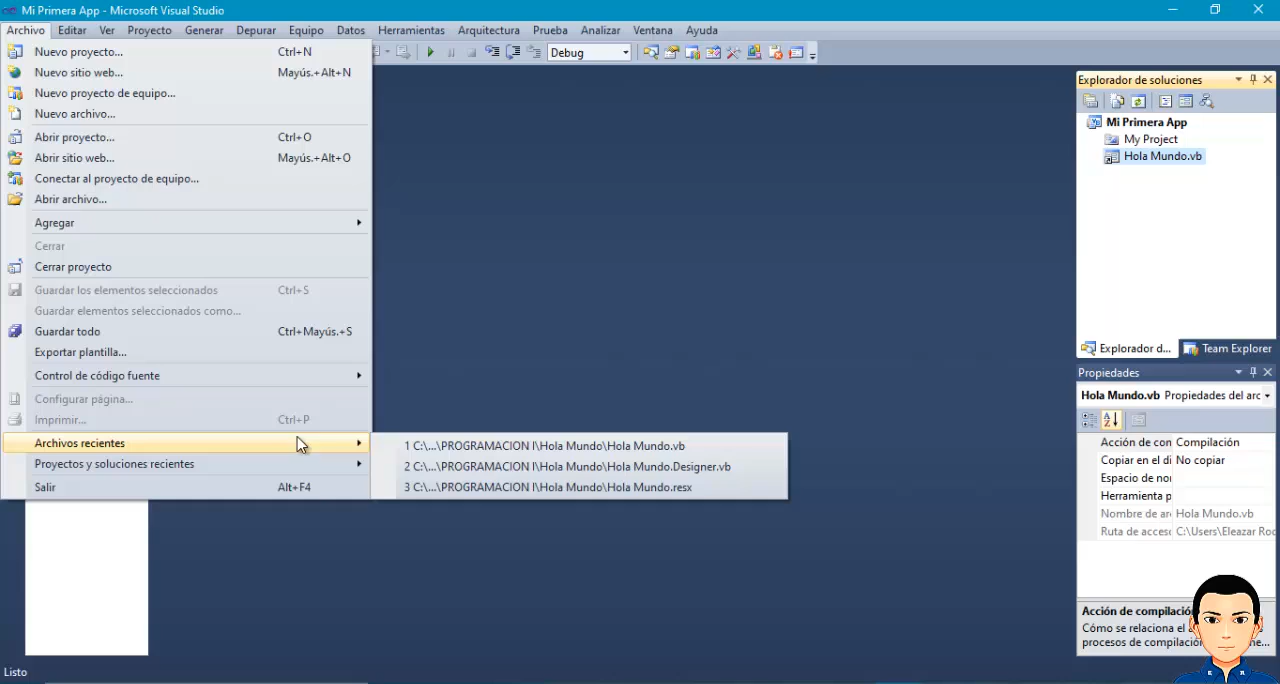 Mi Primera App - Microsoft Visual Studio
Archivo Editar Ver Proyecto Generar Depurar Equipo Datos Herramientas Arquitectura Prueba Analizar Ventana Ayuda
Debug
Nuevo proyecto... Ctrl+N
Nuevo sitio web... Mayús.+Alt+N
Nuevo proyecto de equipo...
Nuevo archivo...
Abrir proyecto... Ctrl+O
Abrir sitio web... Mayús.+Alt+O
Conectar al proyecto de equipo...
Abrir archivo...
Agregar
Cerrar
Cerrar proyecto
Guardar los elementos seleccionados Ctrl+S
Guardar elementos seleccionados como...
Guardar todo Ctrl+Mayús.+S
Exportar plantilla...
Control de código fuente
Configurar página...
Imprimir... Ctrl+P
Archivos recientes
Proyectos y soluciones recientes
Salir Alt+F4
1 C:\...\PROGRAMACION I\Hola Mundo\Hola Mundo.vb
2 C:\...\PROGRAMACION I\Hola Mundo\Hola Mundo.Designer.vb
3 C:\...\PROGRAMACION I\Hola Mundo\Hola Mundo.resx
Explorador de soluciones
Mi Primera App
My Project
Hola Mundo.vb
Explorador d... Team Explorer
Propiedades
Hola Mundo.vb Propiedades del arc
Acción de con Compilación
Copiar en el di No copiar
Espacio de nor
Herramienta p
Nombre de ar Hola Mundo.vb
Ruta de acceso C:\Users\Eleazar Roc
Acción de compilación
Cómo se relaciona el
procesos de compilación ne...
Listo